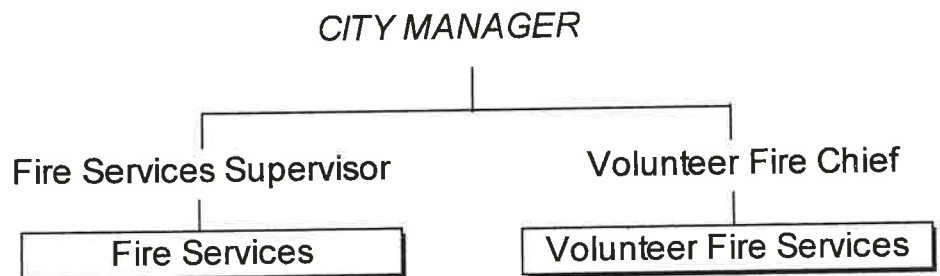 CITY MANAGER
Fire Services Supervisor
Volunteer Fire Chief
Fire Services
Volunteer Fire Services